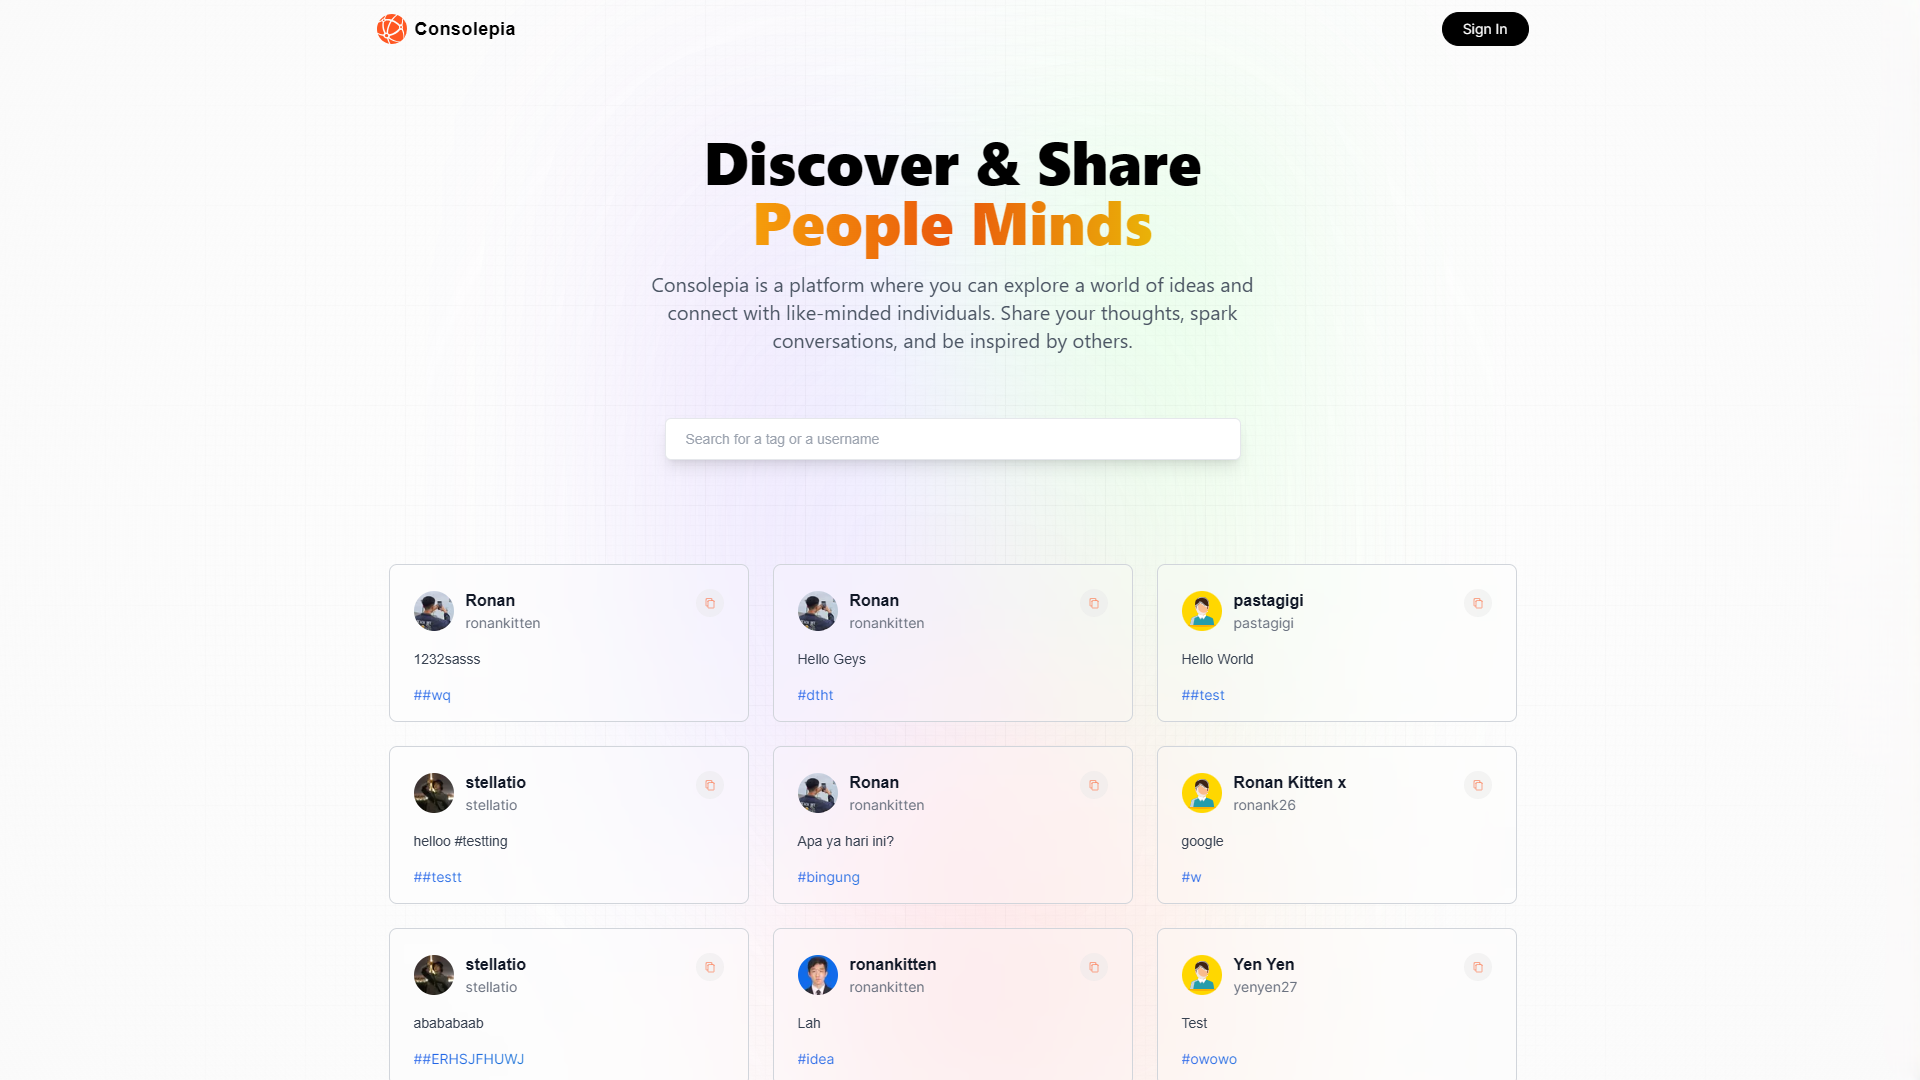 Consolepia
Sign In
Discover & Share
People Minds
Consolepia is a platform where you can explore a world of ideas and
connect with like-minded individuals. Share your thoughts, spark
conversations, and be inspired by others.
Search for a tag or a username
Ronan
ronankitten
1232sasss
##wq
Ronan
ronankitten
Hello Geys
#dtht
pastagigi
pastagigi
Hello World
##test
stellatio
stellatio
helloo #testting
##testt
Ronan
ronankitten
Apa ya hari ini?
#bingung
Ronan Kitten x
ronank26
google
#w
stellatio
stellatio
abababaab
##ERHSJFHUWJ
ronankitten
ronankitten
Lah
#idea
Yen Yen
yenyen27
Test
#owowo